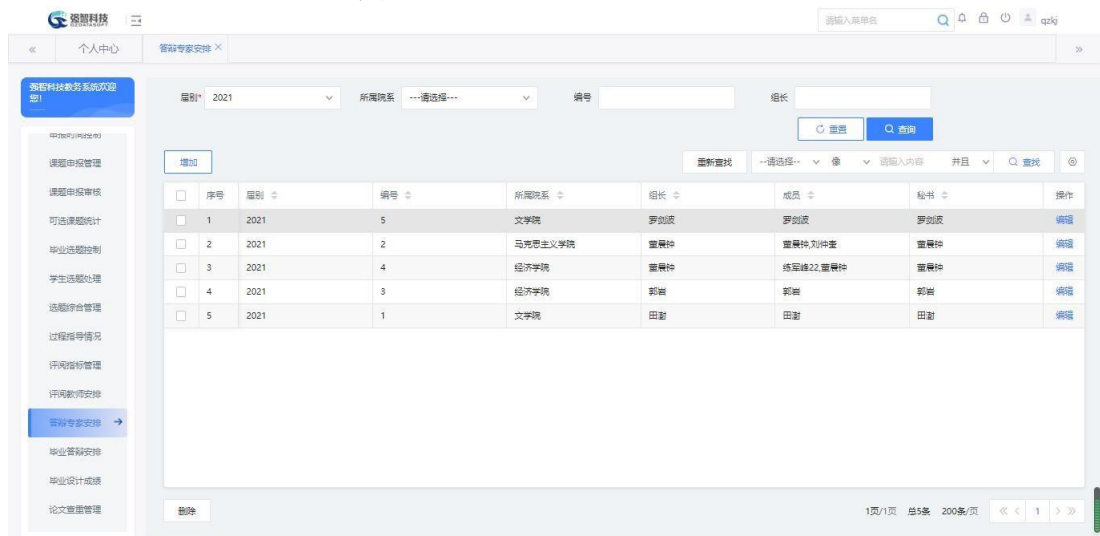 强智科技
QZDATASOFT
请输入菜单名
qzkj
个人中心
答辩专家安排
强智科技教务系统欢迎您!
申报时间控制
课题申报管理
课题申报审核
可选课题统计
毕业选题控制
学生选题处理
选题综合管理
过程指导情况
评阅指标管理
评阅教师安排
答辩专家安排
毕业答辩安排
毕业设计成绩
论文查重管理
届别* 2021 所属院系 ---请选择--- 编号 组长
重置 查询
增加 重新查找 --请选择-- 像 请输入内容 并且 查找
序号 届别 编号 所属院系 组长 成员 秘书 操作
1 2021 5 文学院 罗剑波 罗剑波 罗剑波 编辑
2 2021 2 马克思主义学院 董晨钟 董晨钟,刘仲奎 董晨钟 编辑
3 2021 4 经济学院 董晨钟 练军峰22,董晨钟 董晨钟 编辑
4 2021 3 经济学院 郭岩 郭岩 郭岩 编辑
5 2021 1 文学院 田澍 田澍 田澍 编辑
删除 1页/1页 总5条 200条/页 1